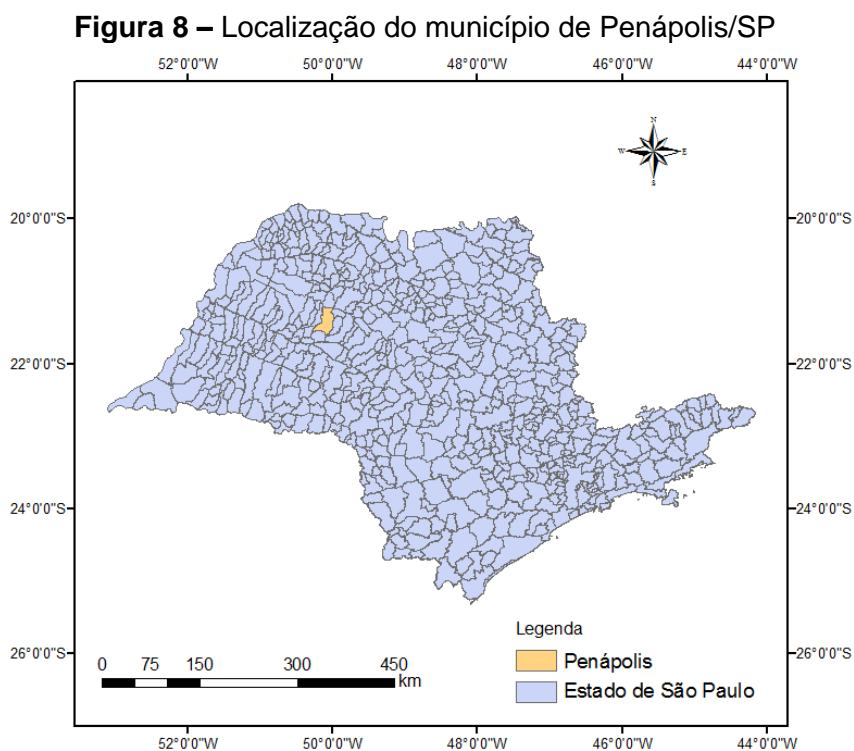 Figura 8 – Localização do município de Penápolis/SP
52°0'0"W 50°0'0"W 48°0'0"W 46°0'0"W 44°0'0"W
N
W E
S
20°0'0"S 20°0'0"S
22°0'0"S 22°0'0"S
24°0'0"S 24°0'0"S
Legenda
26°0'0"S 26°0'0"S
0 75 150 300 450
km
Penápolis
Estado de São Paulo
52°0'0"W 50°0'0"W 48°0'0"W 46°0'0"W 44°0'0"W